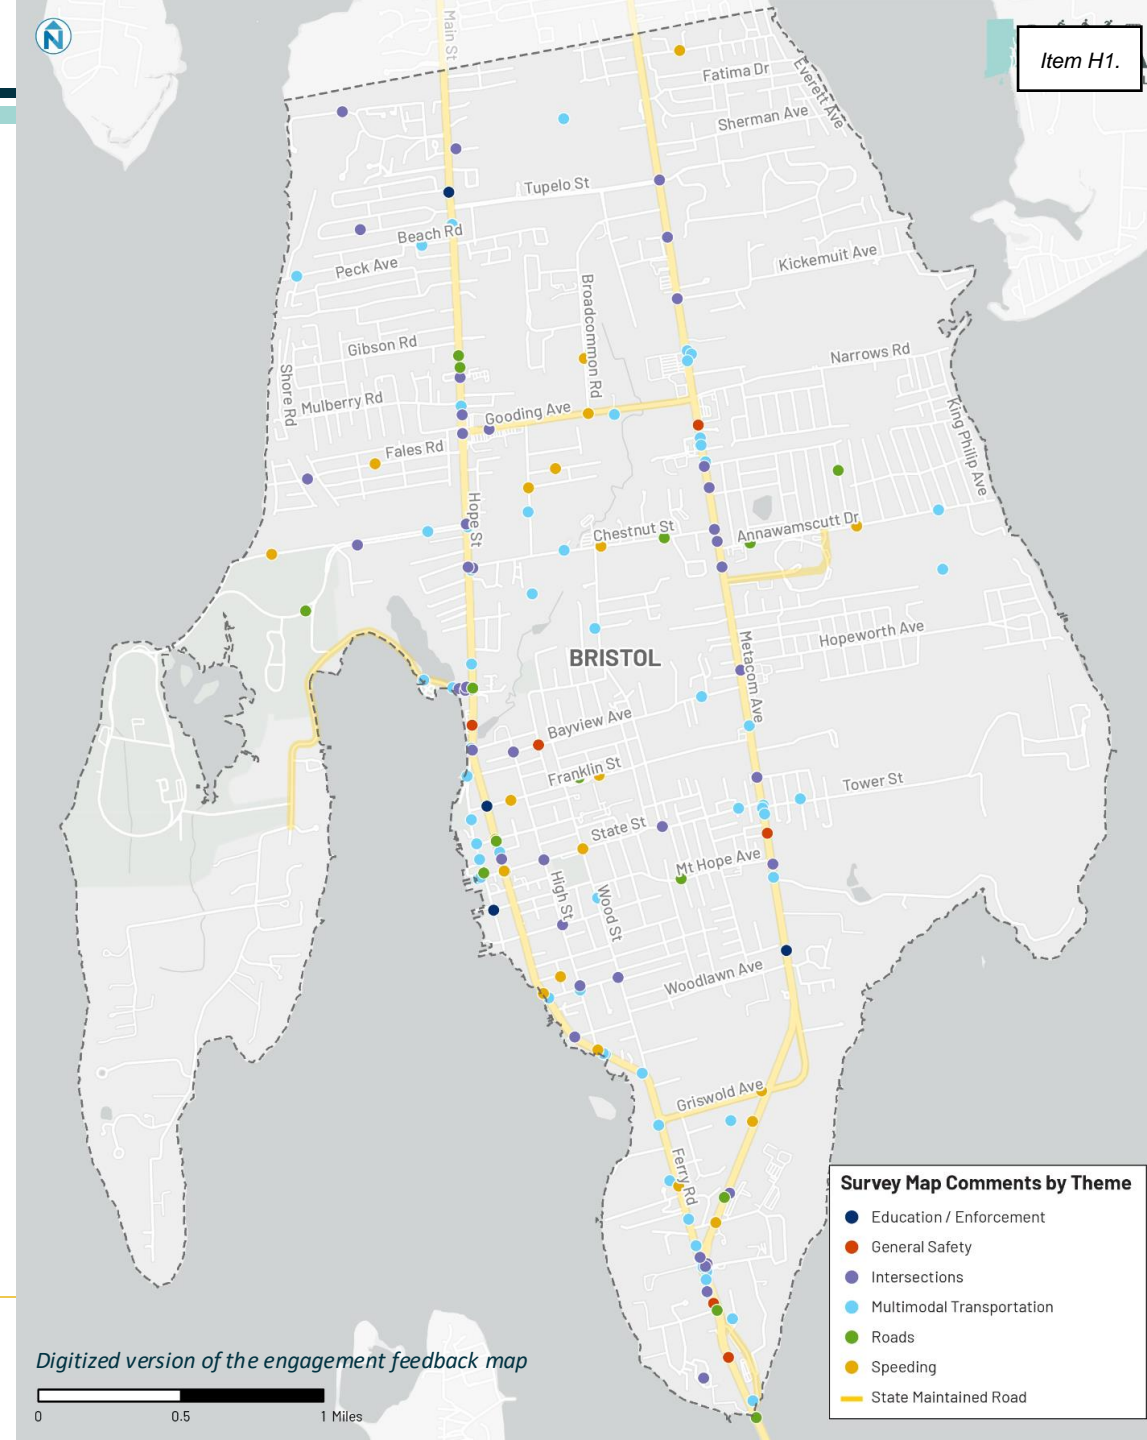 N
Item H1.
Main St
Fatima Dr
Everett Ave
Sherman Ave
Tupelo St
Beach Rd
Peck Ave
Kickemuit Ave
Broadcommon Rd
Gibson Rd
Narrows Rd
Shore Rd
Mulberry Rd
Gooding Ave
King Philip Ave
Fales Rd
Hope St
Chestnut St
Annawamscutt Dr
Hopeworth Ave
BRISTOL
Metacom Ave
Bayview Ave
Franklin St
Tower St
State St
Mt Hope Ave
High St
Wood St
Woodlawn Ave
Griswold Ave
Ferry Rd
Survey Map Comments by Theme
Education / Enforcement
General Safety
Intersections
Multimodal Transportation
Roads
Speeding
State Maintained Road
Digitized version of the engagement feedback map
0 0.5 1 Miles